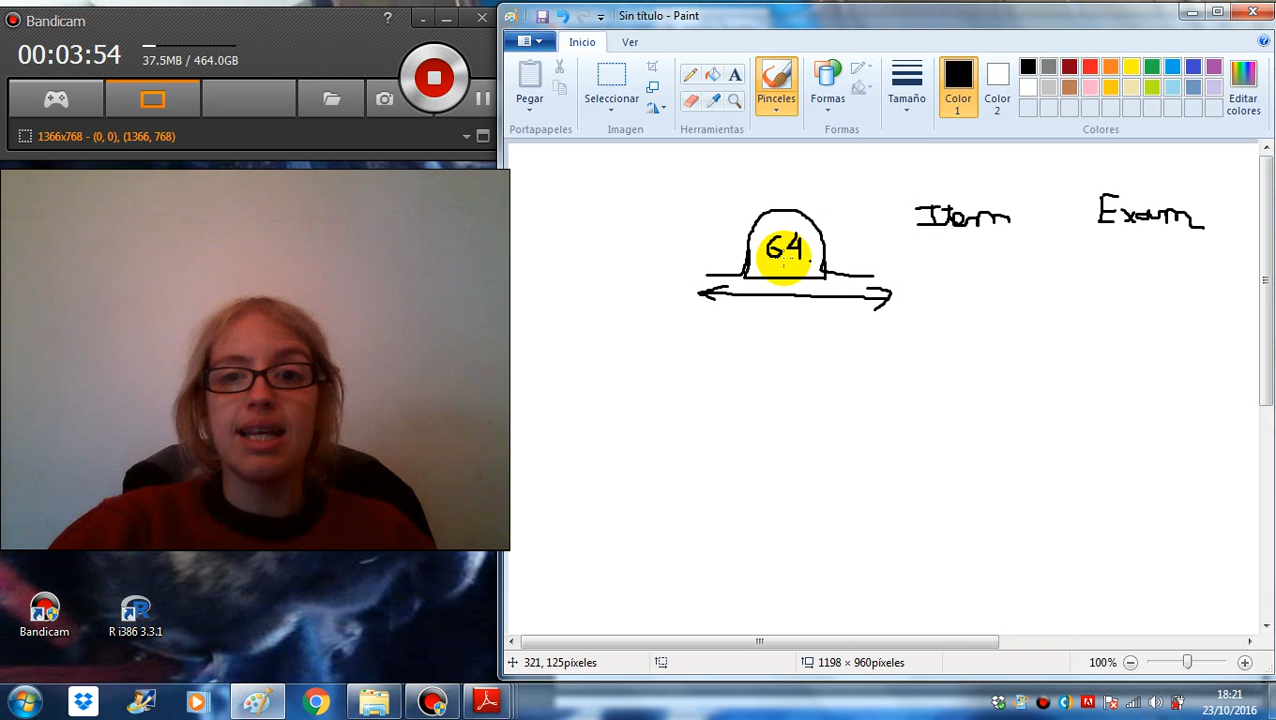 Bandicam
00:03:54
37.5MB / 464.0GB
1366x768 - (0, 0), (1366, 768)
Sin título - Paint
Inicio Ver
Pegar
Seleccionar
Pinceles
Formas
Tamaño
Color 1
Color 2
Editar colores
Portapapeles
Imagen
Herramientas
Formas
Colores
64
Item Exam
Bandicam
R i386 3.3.1
321, 125píxeles
1198 × 960píxeles
100%
18:21
23/10/2016